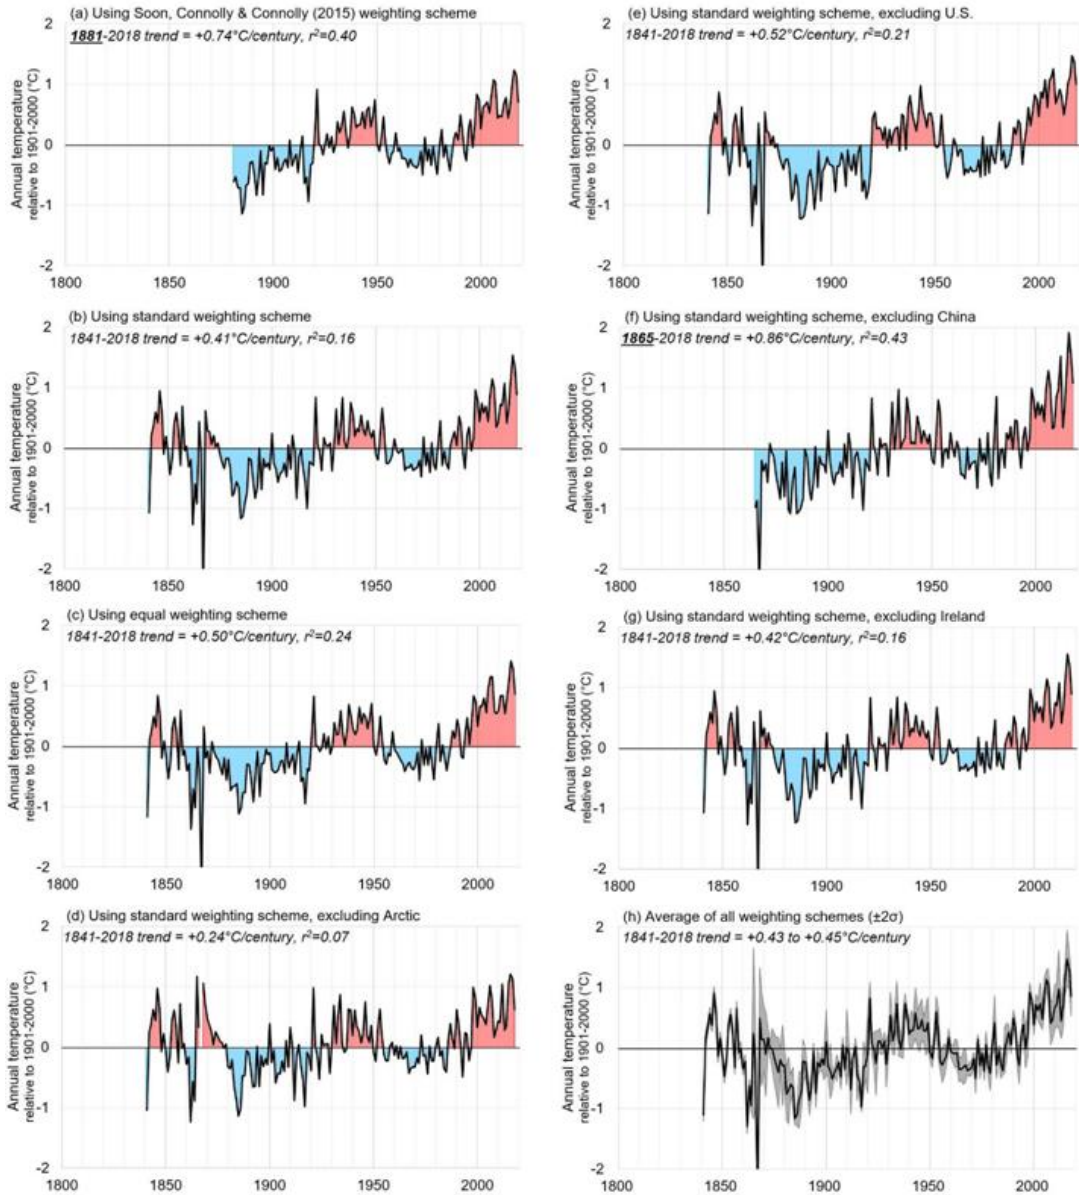 (a) Using Soon, Connolly & Connolly (2015) weighting scheme
1881-2018 trend = +0.74°C/century, r²=0.40
Annual temperature
relative to 1901-2000 (°C)
2
1
0
-1
-2
1800 1850 1900 1950 2000
(b) Using standard weighting scheme
1841-2018 trend = +0.41°C/century, r²=0.16
Annual temperature
relative to 1901-2000 (°C)
2
1
0
-1
-2
1800 1850 1900 1950 2000
(c) Using equal weighting scheme
1841-2018 trend = +0.50°C/century, r²=0.24
Annual temperature
relative to 1901-2000 (°C)
2
1
0
-1
-2
1800 1850 1900 1950 2000
(d) Using standard weighting scheme, excluding Arctic
1841-2018 trend = +0.24°C/century, r²=0.07
Annual temperature
relative to 1901-2000 (°C)
2
1
0
-1
-2
1800 1850 1900 1950 2000
(e) Using standard weighting scheme, excluding U.S.
1841-2018 trend = +0.52°C/century, r²=0.21
Annual temperature
relative to 1901-2000 (°C)
2
1
0
-1
-2
1800 1850 1900 1950 2000
(f) Using standard weighting scheme, excluding China
1865-2018 trend = +0.86°C/century, r²=0.43
Annual temperature
relative to 1901-2000 (°C)
2
1
0
-1
-2
1800 1850 1900 1950 2000
(g) Using standard weighting scheme, excluding Ireland
1841-2018 trend = +0.42°C/century, r²=0.16
Annual temperature
relative to 1901-2000 (°C)
2
1
0
-1
-2
1800 1850 1900 1950 2000
(h) Average of all weighting schemes (±2σ)
1841-2018 trend = +0.43 to +0.45°C/century
Annual temperature
relative to 1901-2000 (°C)
2
1
0
-1
-2
1800 1850 1900 1950 2000